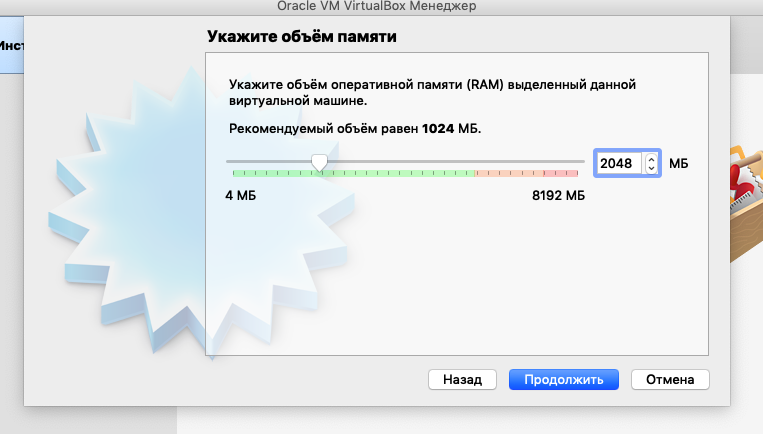 Oracle VM VirtualBox Менеджер
Инст
Укажите объём памяти
Укажите объём оперативной памяти (RAM) выделенный данной
виртуальной машине.
Рекомендуемый объём равен 1024 МБ.
2048 МБ
4 МБ 8192 МБ
Назад Продолжить Отмена